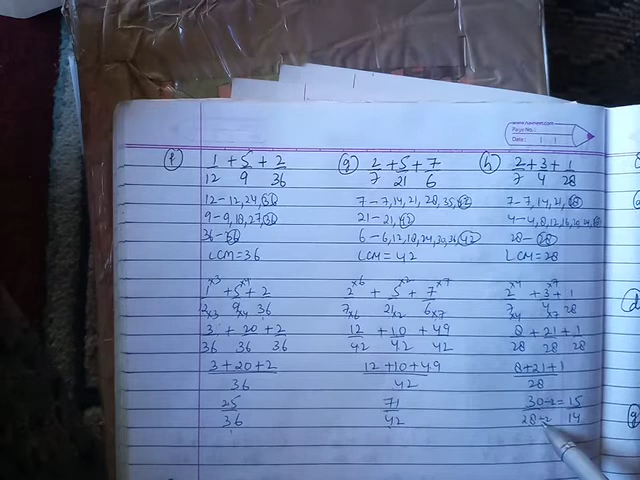 www.navneet.com
Page No.:
Date:
(f) 1/12 + 5/9 + 2/36
12 - 12, 24, 36
9 - 9, 18, 27, 36
36 - 36
LCM = 36
1×3/12×3 + 5×4/9×4 + 2/36
3/36 + 20/36 + 2/36
3 + 20 + 2/36
25/36
(g) 2/7 + 5/21 + 7/6
7 - 7, 14, 21, 28, 35, 42
21 - 21, 42
6 - 6, 12, 18, 24, 30, 36, 42
LCM = 42
2×6/7×6 + 5×2/21×2 + 7×7/6×7
12/42 + 10/42 + 49/42
12 + 10 + 49/42
71/42
(h) 2/7 + 3/4 + 1/28
7 - 7, 14, 21, 28
4 - 4, 8, 12, 16, 20, 24, 28
28 - 28
LCM = 28
2×4/7×4 + 3×7/4×7 + 1/28
8/28 + 21/28 + 1/28
8 + 21 + 1/28
30÷2/28÷2 = 15/14
d
g